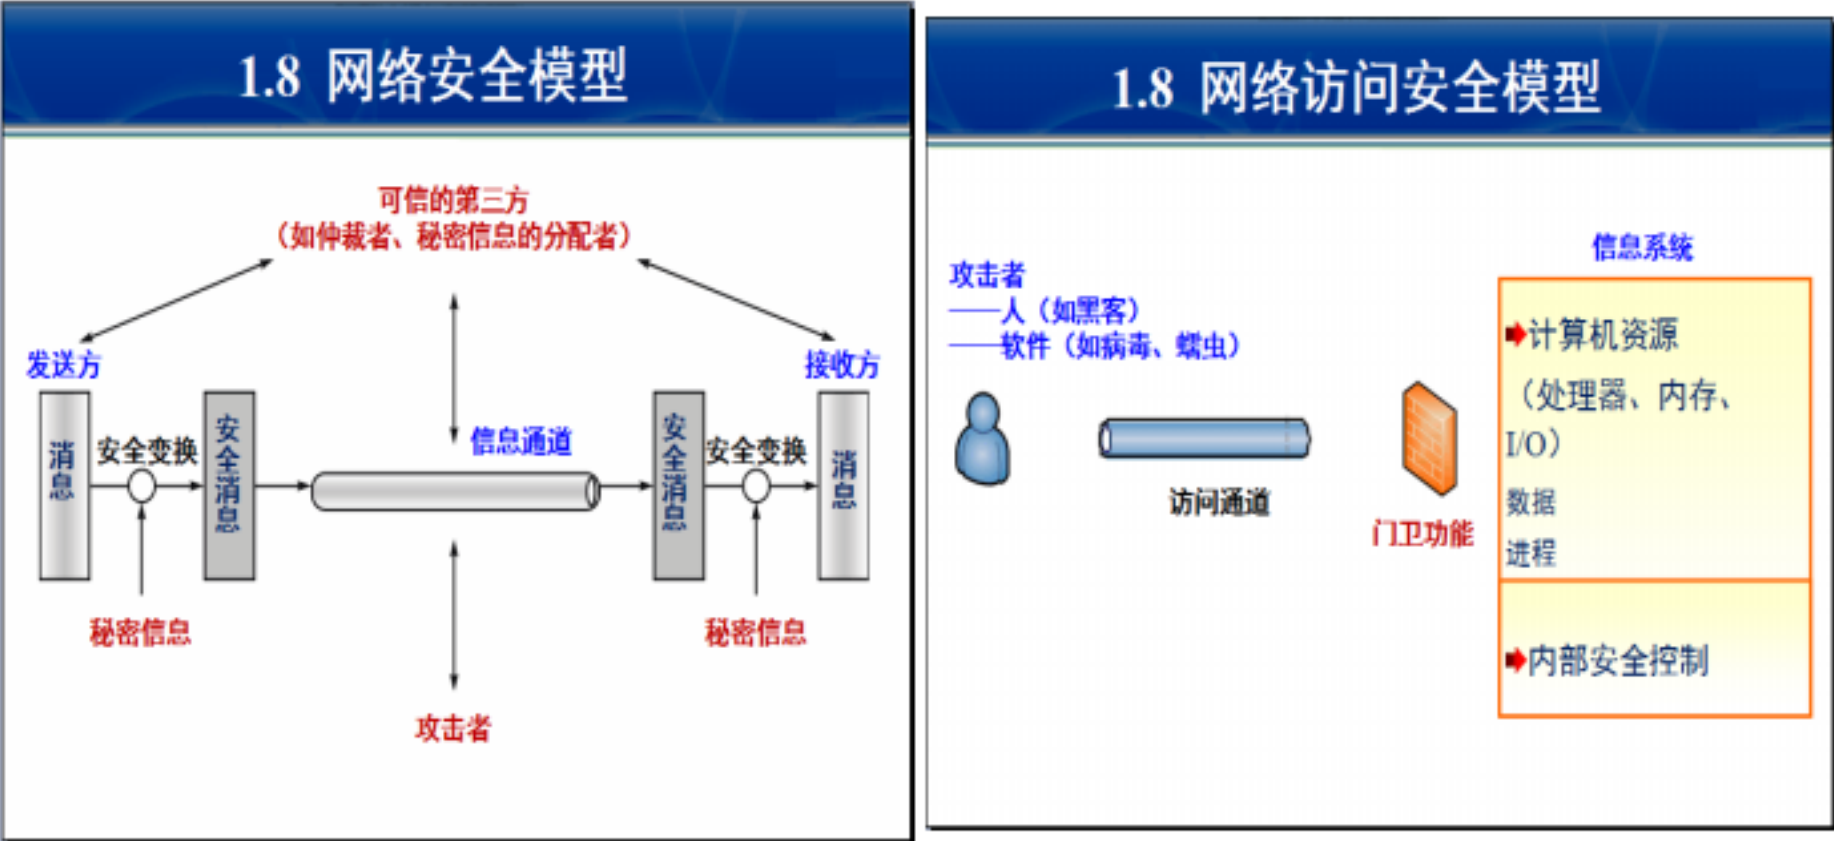 1.8 网络安全模型
可信的第三方
（如仲裁者、秘密信息的分配者）
发送方
接收方
消息
安全变换
安全消息
信息通道
安全消息
安全变换
消息
秘密信息
秘密信息
攻击者
1.8 网络访问安全模型
信息系统
攻击者
——人（如黑客）
——软件（如病毒、蠕虫）
访问通道
门卫功能
计算机资源
（处理器、内存、
I/O）
数据
进程
内部安全控制